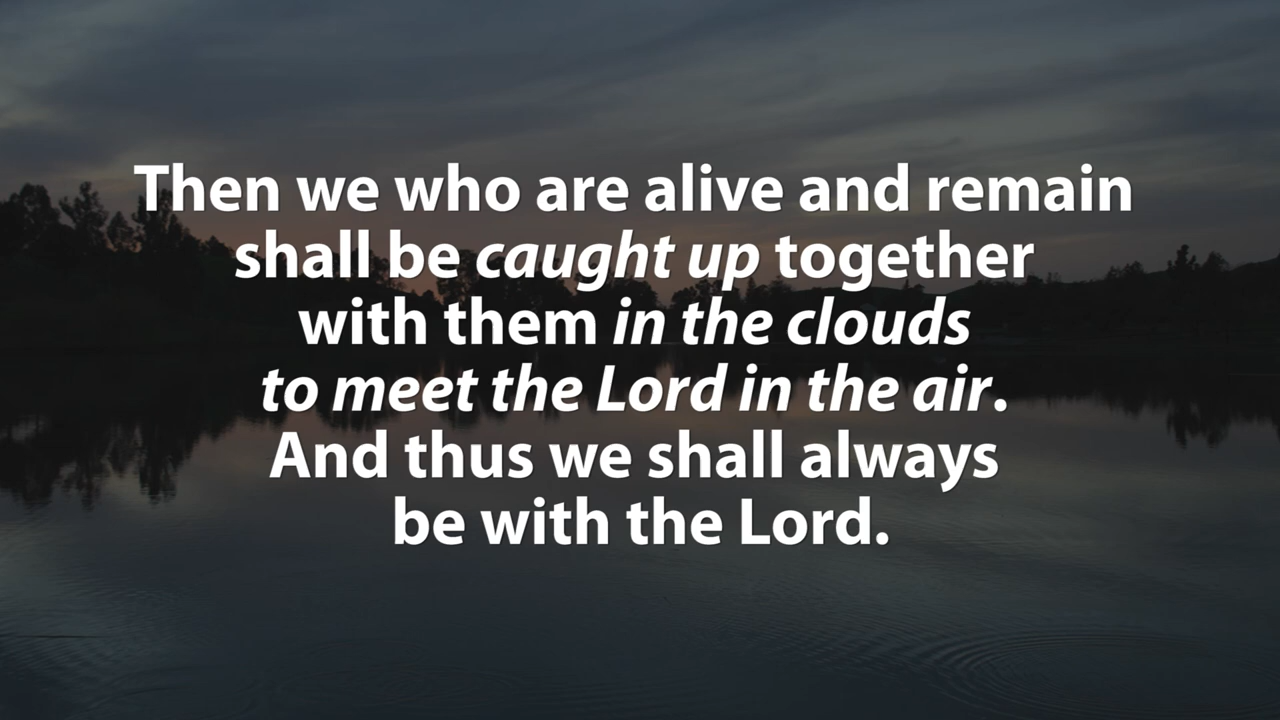 Then we who are alive and remain
shall be caught up together
with them in the clouds
to meet the Lord in the air.
And thus we shall always
be with the Lord.